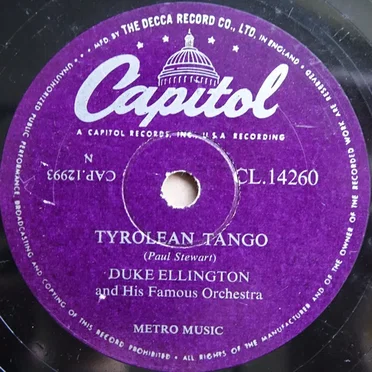 MFD. BY THE DECCA RECORD CO., LTD, IN ENGLAND •
ALL RIGHTS OF THE MANUFACTURER AND OF THE OWNER OF THE RECORDED WORK RESERVED
UNAUTHORIZED PUBLIC PERFORMANCE BROADCASTING AND COPYING OF THIS RECORD PROHIBITED •
Capitol
A CAPITOL RECORDS, INC., U.S.A RECORDING
N
CAP.12993
CL.14260
TYROLEAN TANGO
(Paul Stewart)
DUKE ELLINGTON
and His Famous Orchestra
METRO MUSIC